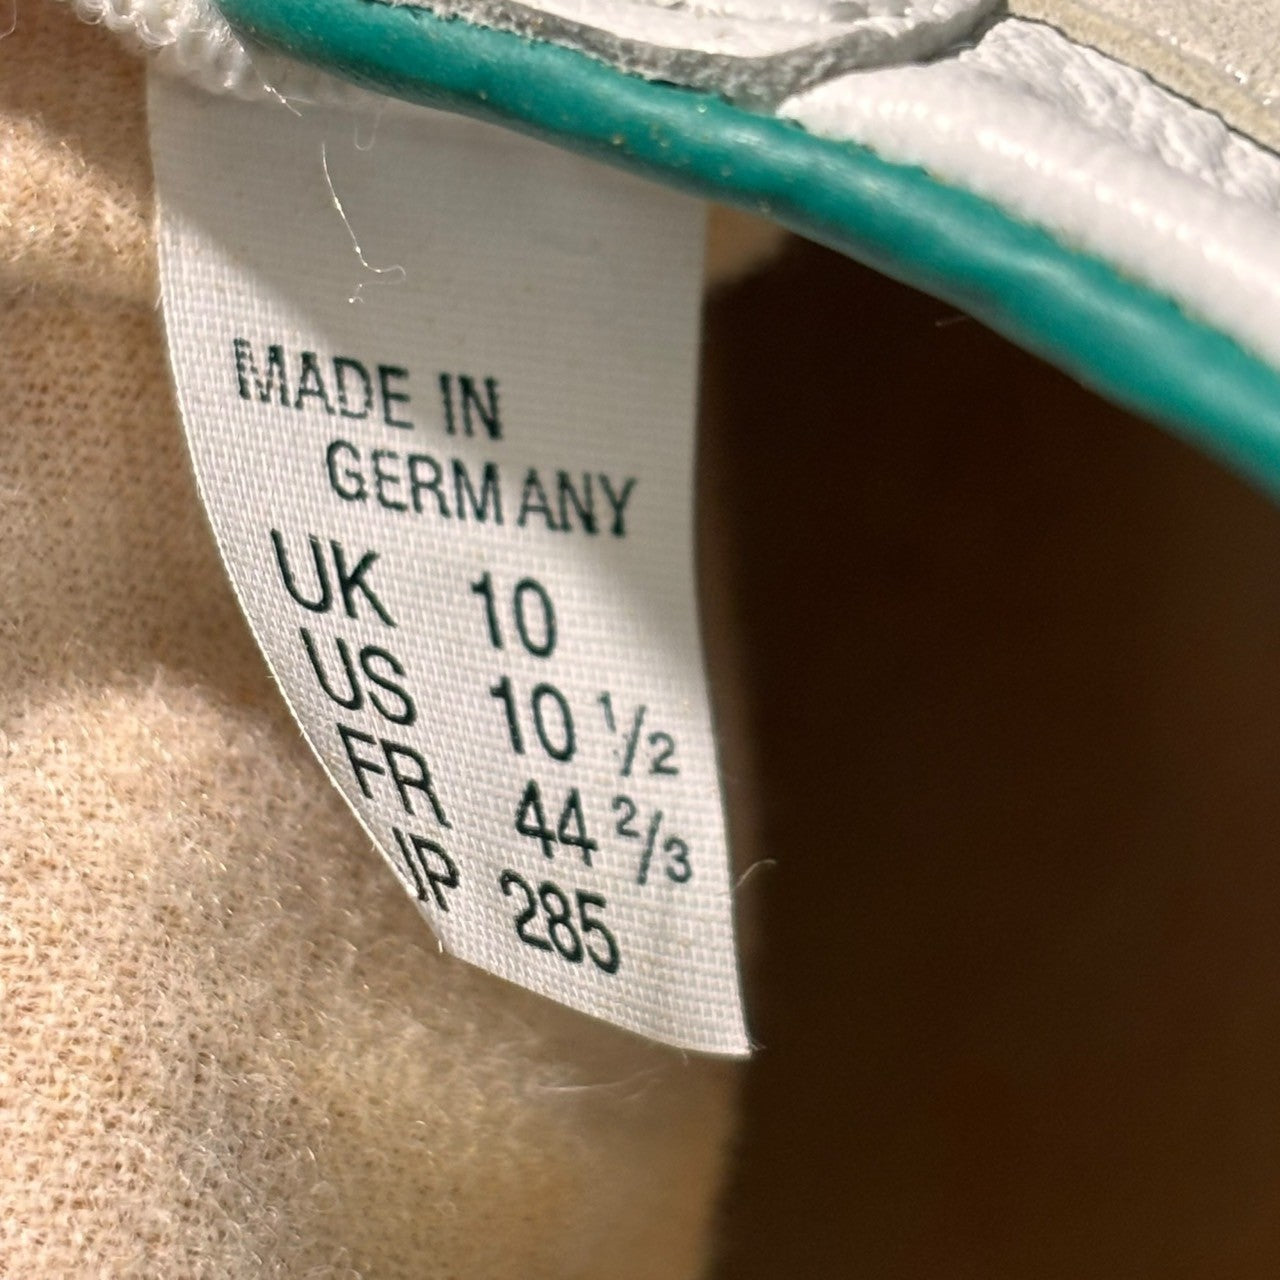 MADE IN
GERMANY
UK 10
US 10 1/2
FR 44 2/3
JP 285